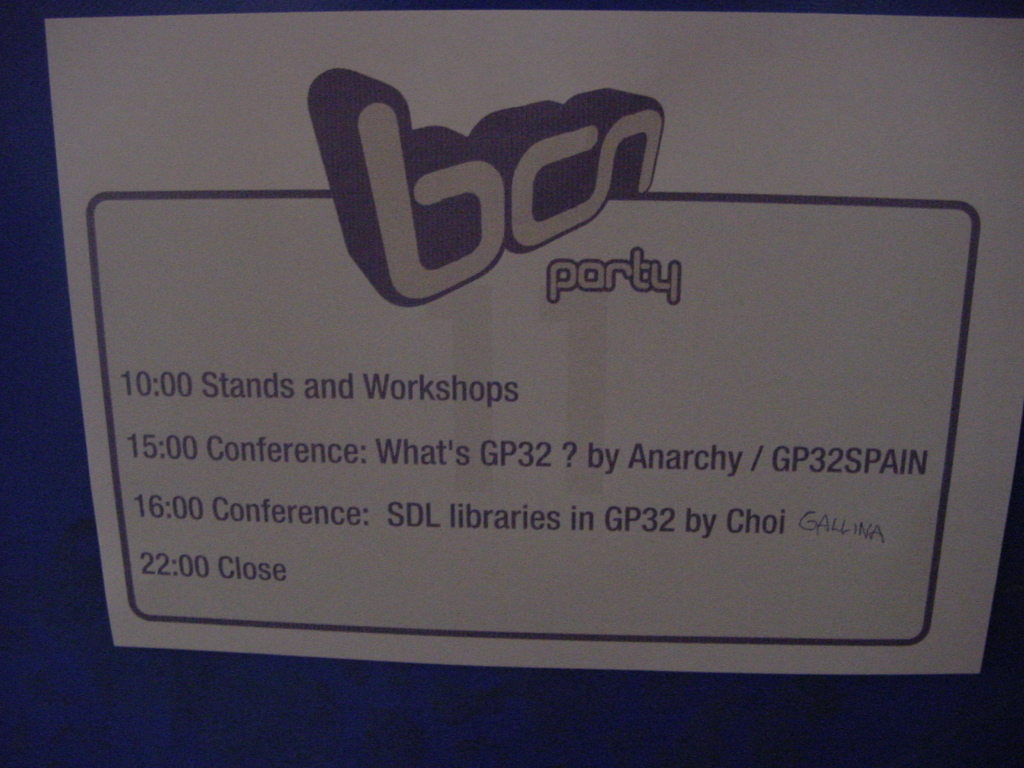 bcn
party
11
10:00 Stands and Workshops
15:00 Conference: What's GP32 ? by Anarchy / GP32SPAIN
16:00 Conference: SDL libraries in GP32 by Choi GALLINA
22:00 Close